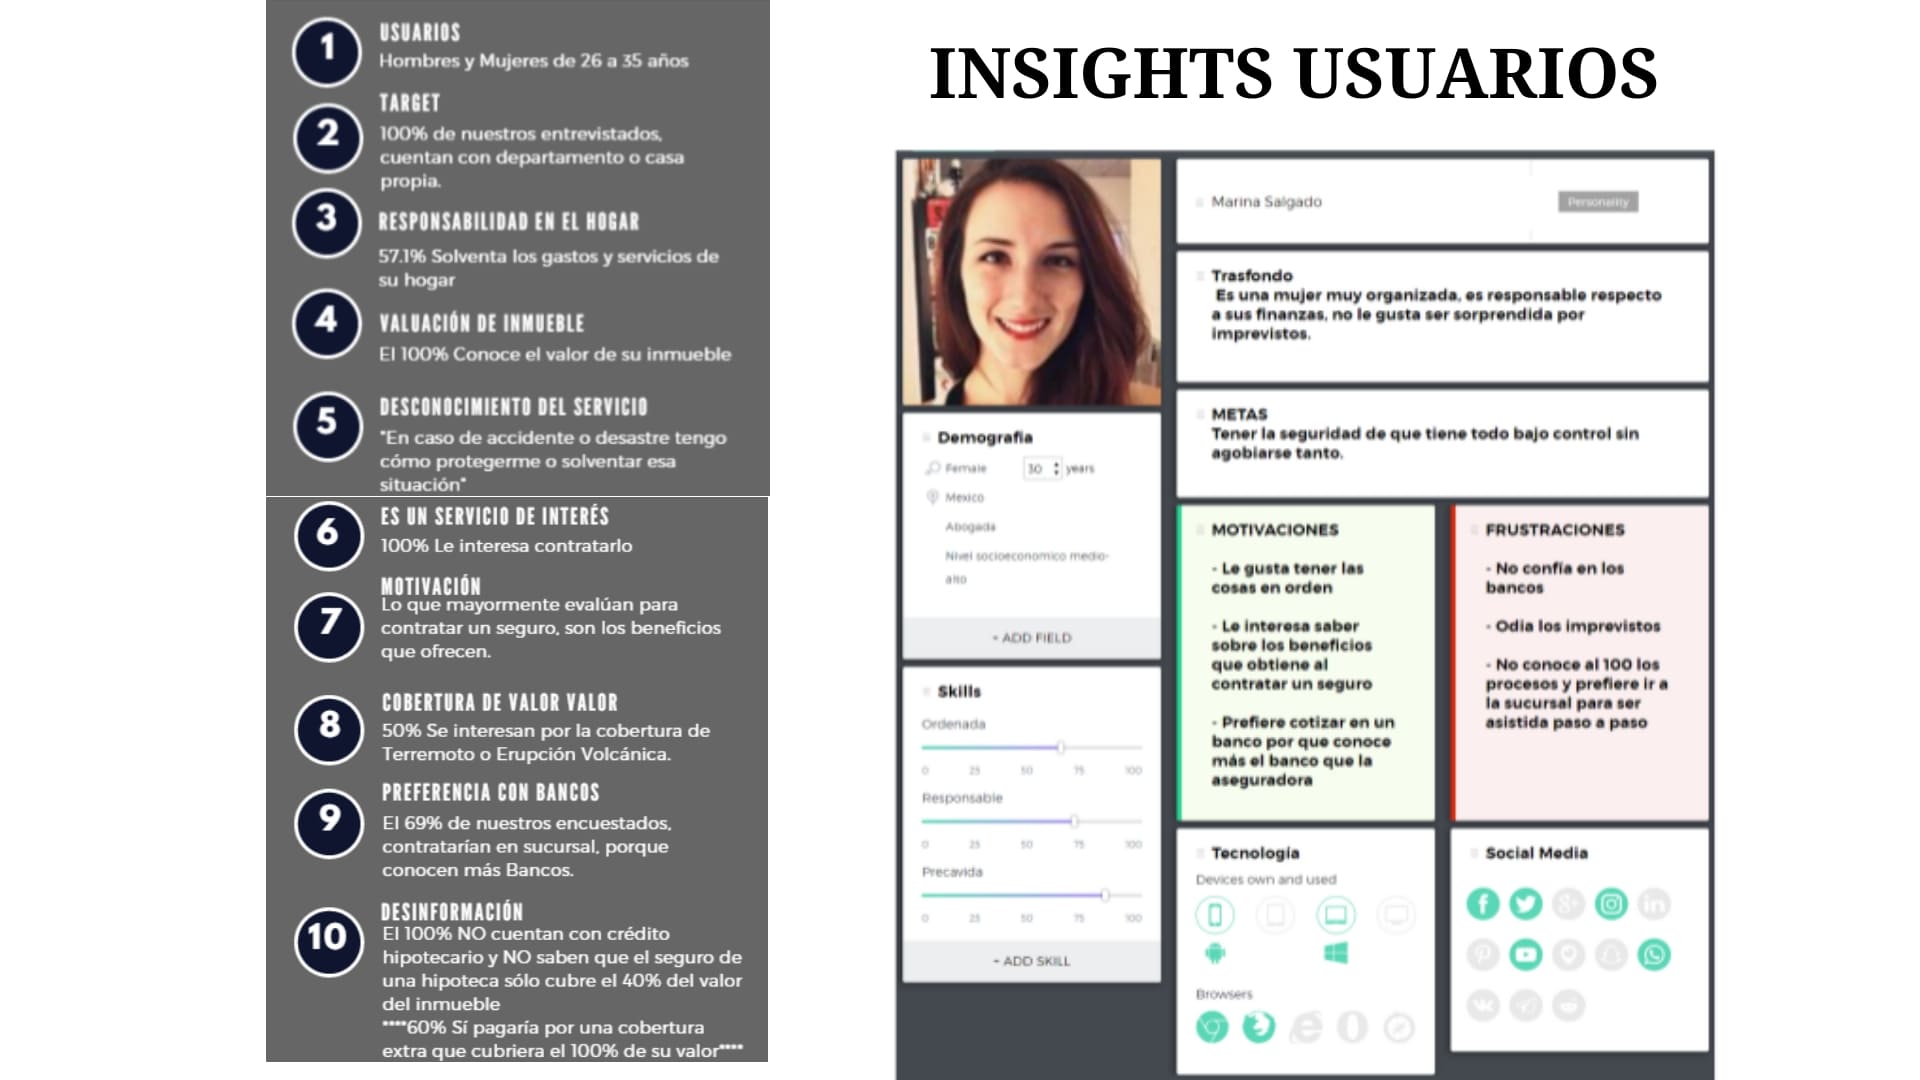 INSIGHTS USUARIOS
1
USUARIOS
Hombres y Mujeres de 26 a 35 años
2
TARGET
100% de nuestros entrevistados,
cuentan con departamento o casa
propia.
3
RESPONSABILIDAD EN EL HOGAR
57.1% Solventa los gastos y servicios de
su hogar
4
VALUACIÓN DE INMUEBLE
El 100% Conoce el valor de su inmueble
5
DESCONOCIMIENTO DEL SERVICIO
"En caso de accidente o desastre tengo
cómo protegerme o solventar esa
situación"
6
ES UN SERVICIO DE INTERÉS
100% Le interesa contratarlo
7
MOTIVACIÓN
Lo que mayormente evalúan para
contratar un seguro, son los beneficios
que ofrecen.
8
COBERTURA DE VALOR VALOR
50% Se interesan por la cobertura de
Terremoto o Erupción Volcánica.
9
PREFERENCIA CON BANCOS
El 69% de nuestros encuestados,
contratarían en sucursal, porque
conocen más Bancos.
10
DESINFORMACIÓN
El 100% NO cuentan con crédito
hipotecario y NO saben que el seguro de
una hipoteca sólo cubre el 40% del valor
del inmueble
****60% Sí pagaría por una cobertura
extra que cubriera el 100% de su valor****
Marina Salgado
Personality
Trasfondo
Es una mujer muy organizada, es responsable respecto
a sus finanzas, no le gusta ser sorprendida por
imprevistos.
METAS
Tener la seguridad de que tiene todo bajo control sin
agobiarse tanto.
Demografía
Female 30 years
Mexico
Abogada
Nivel socioeconomico medio-
alto
+ ADD FIELD
Skills
Ordenada
0 25 50 75 100
Responsable
0 25 50 75 100
Precavida
0 25 50 75 100
+ ADD SKILL
MOTIVACIONES
- Le gusta tener las
cosas en orden
- Le interesa saber
sobre los beneficios
que obtiene al
contratar un seguro
- Prefiere cotizar en un
banco por que conoce
más el banco que la
aseguradora
FRUSTRACIONES
- No confía en los
bancos
- Odia los imprevistos
- No conoce al 100 los
procesos y prefiere ir a
la sucursal para ser
asistida paso a paso
Tecnología
Devices own and used
Browsers
Social Media